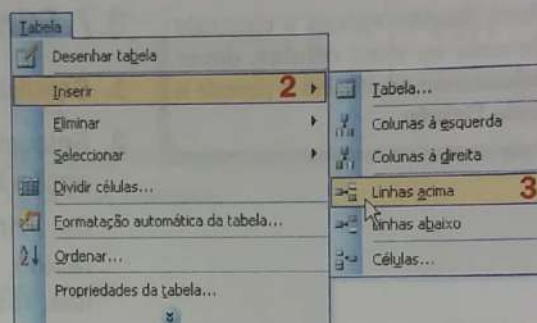 Tabela
Desenhar tabela
Inserir 2
Eliminar
Seleccionar
Dividir células...
Formatação automática da tabela...
Ordenar...
Propriedades da tabela...
Tabela...
Colunas à esquerda
Colunas à direita
Linhas acima 3
Linhas abaixo
Células...